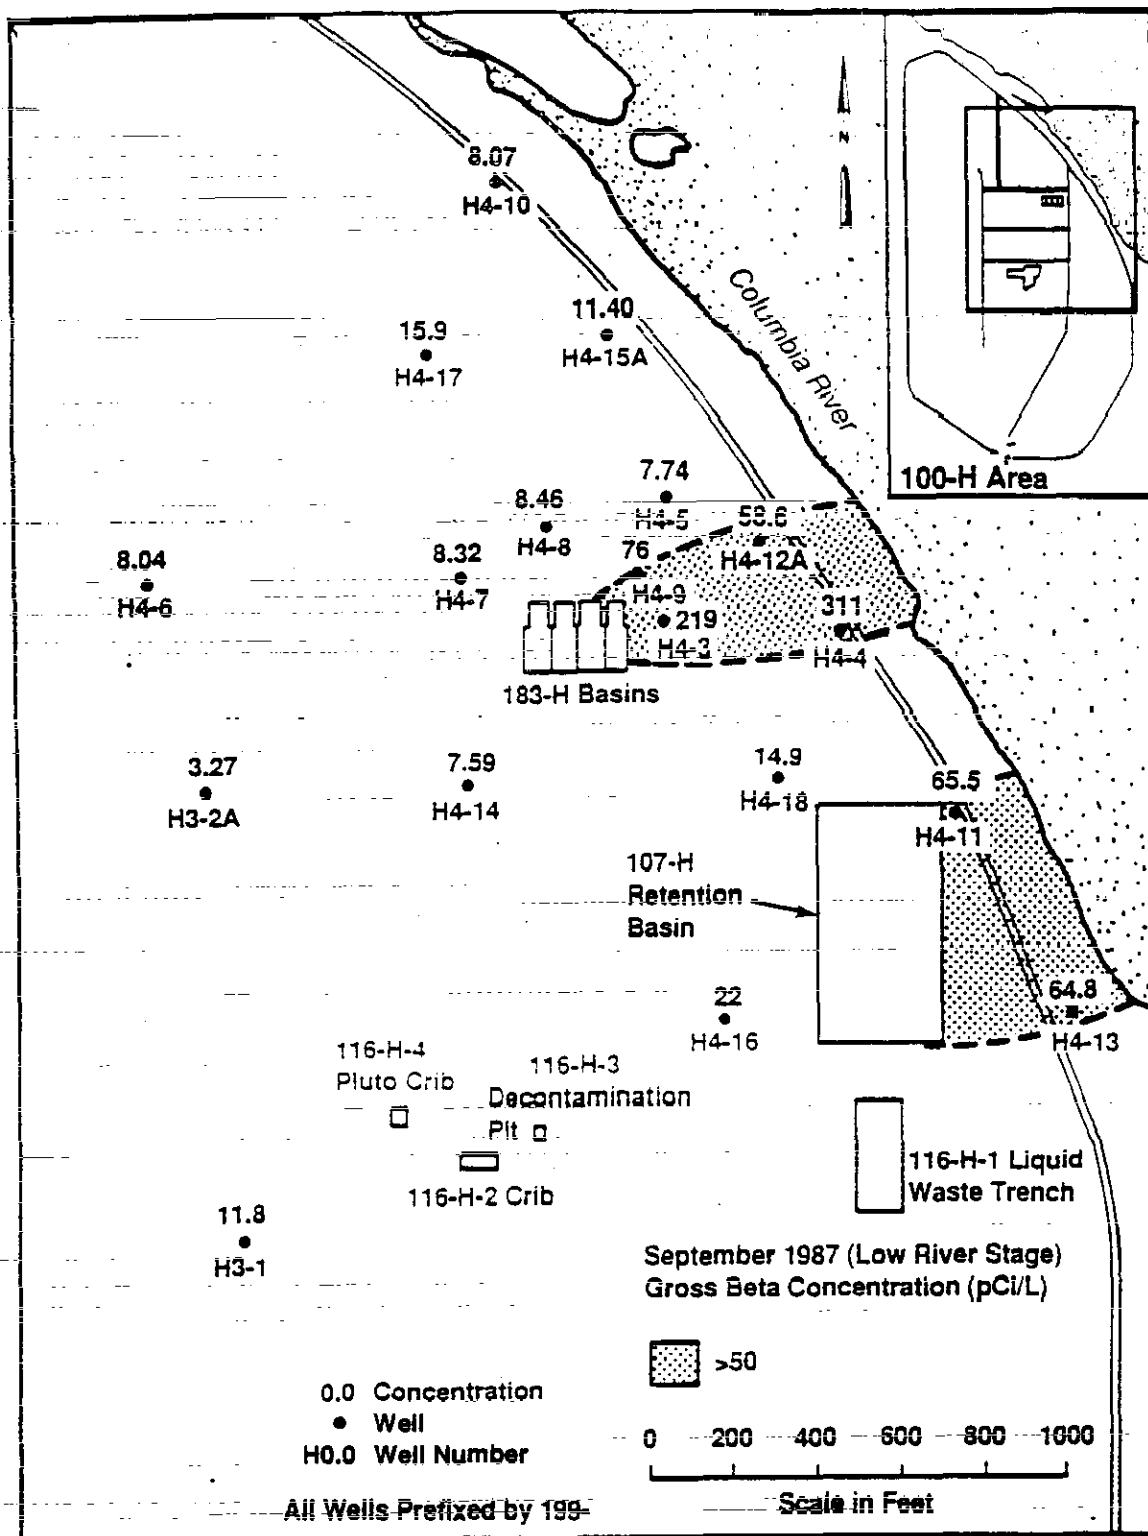 8.07
H4-10
N
Columbia River
11.40
H4-15A
15.9
H4-17
100-H Area
7.74
H4-5
8.46
H4-8
H4-12A
76
H4-9
8.32
H4-7
8.04
H4-6
219
H4-3
311
H4-4
183-H Basins
3.27
H3-2A
7.59
H4-14
14.9
H4-18
65.5
H4-11
107-H
Retention
Basin
64.8
H4-13
22
H4-16
116-H-4
Pluto Crib
116-H-3
Decontamination
Pit
116-H-2 Crib
116-H-1 Liquid
Waste Trench
11.8
H3-1
September 1987 (Low River Stage)
Gross Beta Concentration (pCi/L)
>50
0.0 Concentration
Well
H0.0 Well Number
0 200 400 600 800 1000
Scale in Feet
All Wells Prefixed by 199-